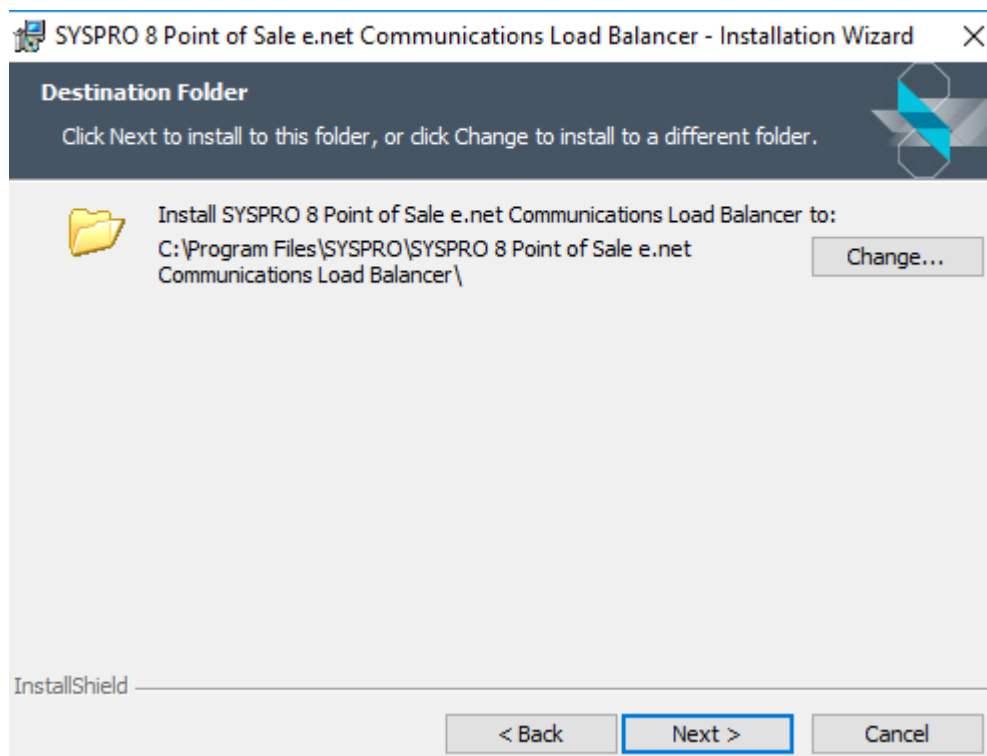 SYSPRO 8 Point of Sale e.net Communications Load Balancer - Installation Wizard
Destination Folder
Click Next to install to this folder, or click Change to install to a different folder.
Install SYSPRO 8 Point of Sale e.net Communications Load Balancer to:
C:\Program Files\SYSPRO\SYSPRO 8 Point of Sale e.net
Communications Load Balancer\
Change...
InstallShield
< Back
Next >
Cancel